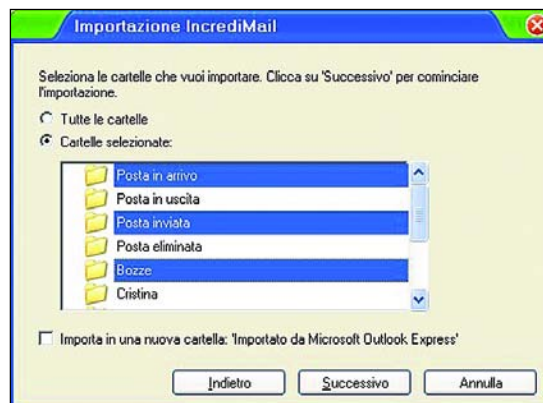 Importazione IncrediMail
Seleziona le cartelle che vuoi importare. Clicca su 'Successivo' per cominciare
l'importazione.
Tutte le cartelle
Cartelle selezionate:
Posta in arrivo
Posta in uscita
Posta inviata
Posta eliminata
Bozze
Cristina
Importa in una nuova cartella: 'Importato da Microsoft Outlook Express'
Indietro Successivo Annulla